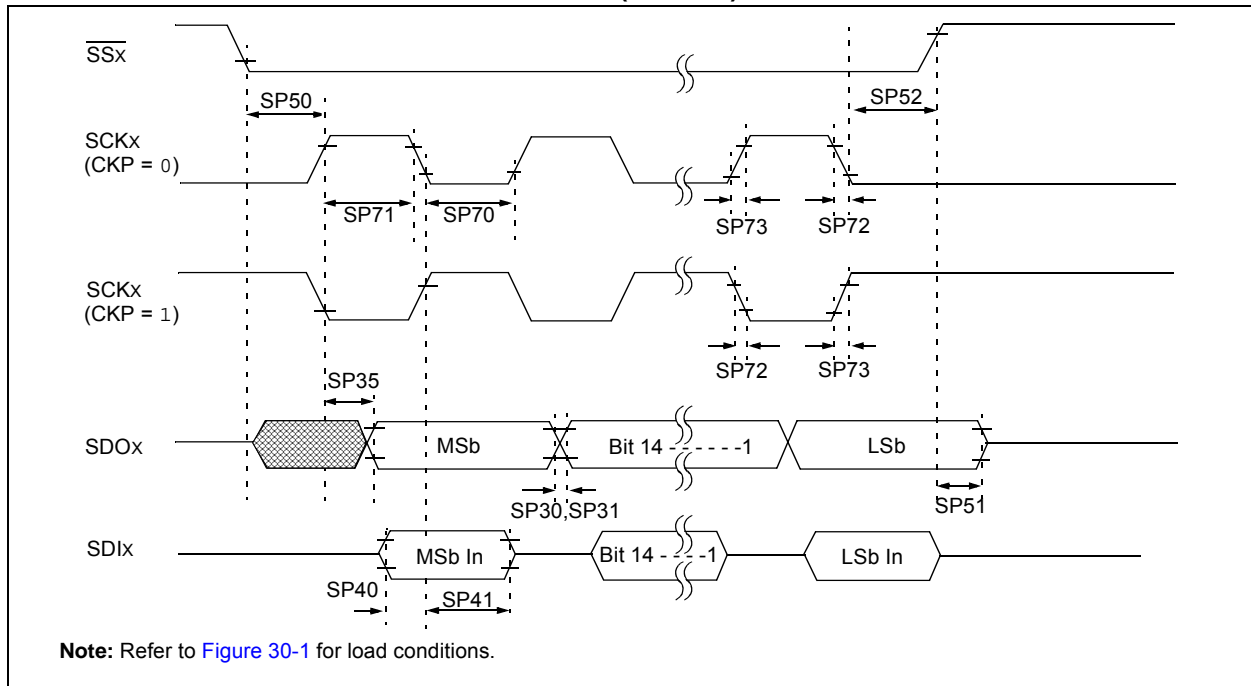 SSx
SP50
SP52
SCKx
(CKP = 0)
SP71
SP70
SP73
SP72
SCKx
(CKP = 1)
SP72
SP73
SP35
SDOx
MSb
Bit 14 - - - - - -1
LSb
SP30,SP31
SP51
SDIx
MSb In
Bit 14 - - - -1
LSb In
SP40
SP41
Note: Refer to Figure 30-1 for load conditions.